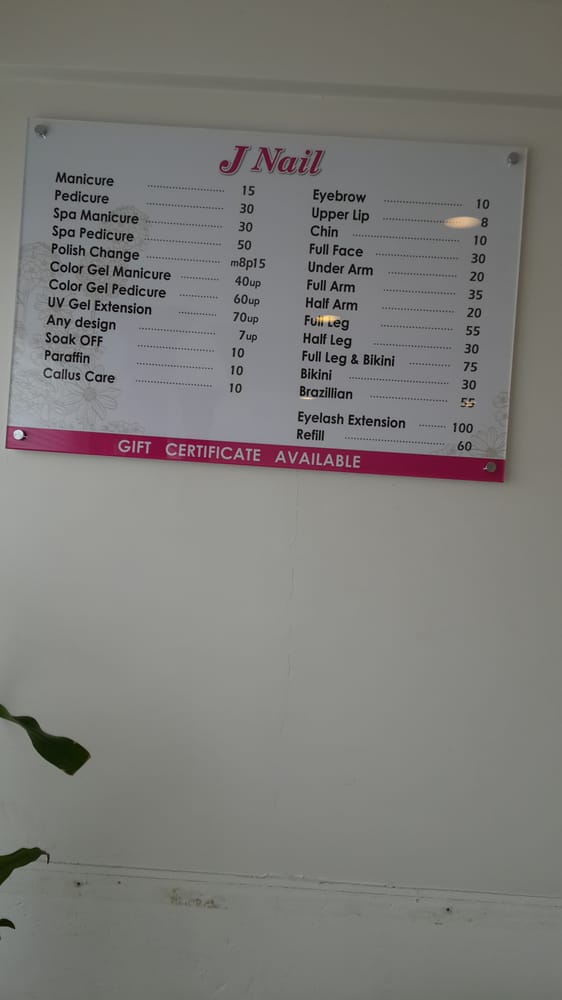 J Nail
Manicure ........ 15
Pedicure ........ 30
Spa Manicure ........ 30
Spa Pedicure ........ 50
Polish Change ........ m8p15
Color Gel Manicure ........ 40up
Color Gel Pedicure ........ 60up
UV Gel Extension ........ 70up
Any design ........ 7up
Soak OFF ........ 10
Paraffin ........ 10
Callus Care ........ 10
Eyebrow ........ 10
Upper Lip ........ 8
Chin ........ 10
Full Face ........ 30
Under Arm ........ 20
Full Arm ........ 35
Half Arm ........ 20
Full Leg ........ 55
Half Leg ........ 30
Full Leg & Bikini ........ 75
Bikini ........ 30
Brazillian ........ 55
Eyelash Extension ........ 100
Refill ........ 60
GIFT CERTIFICATE AVAILABLE